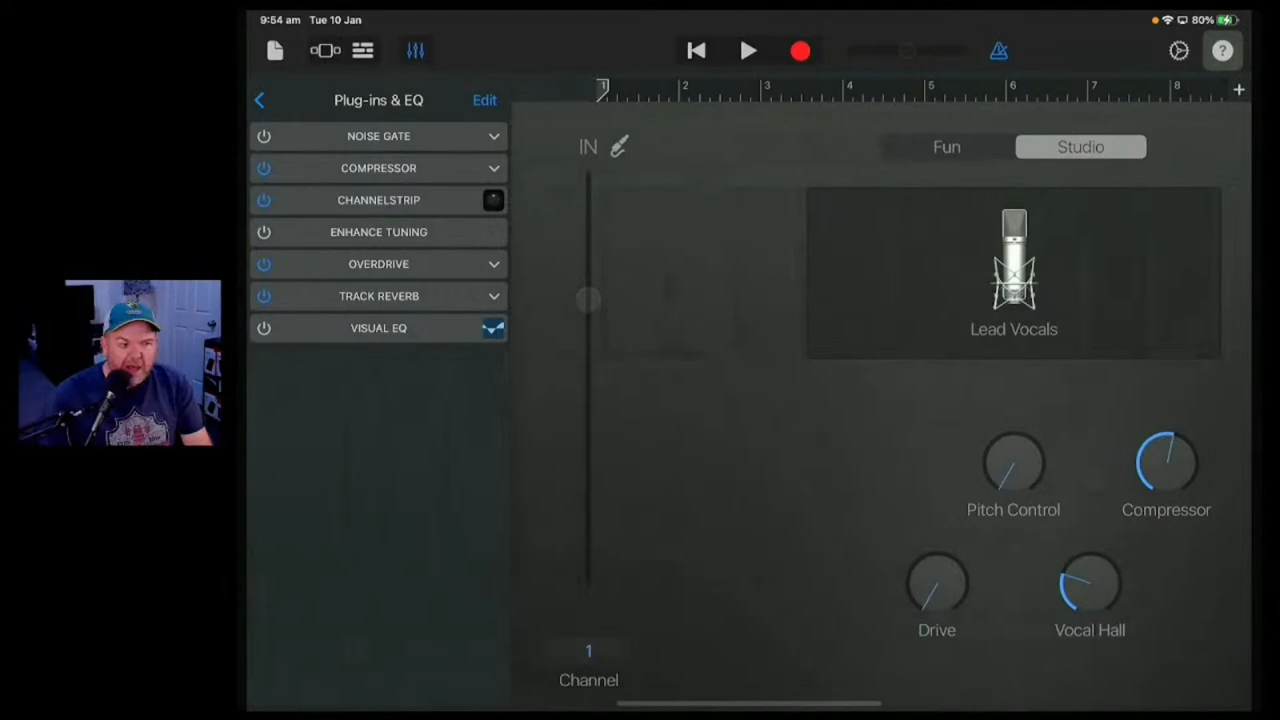 9:54 am Tue 10 Jan
80%
?
Plug-ins & EQ
Edit
1 2 3 4 5 6 7 8
+
NOISE GATE
COMPRESSOR
CHANNELSTRIP
ENHANCE TUNING
OVERDRIVE
TRACK REVERB
VISUAL EQ
IN
Fun
Studio
Lead Vocals
Pitch Control
Compressor
Drive
Vocal Hall
1
Channel